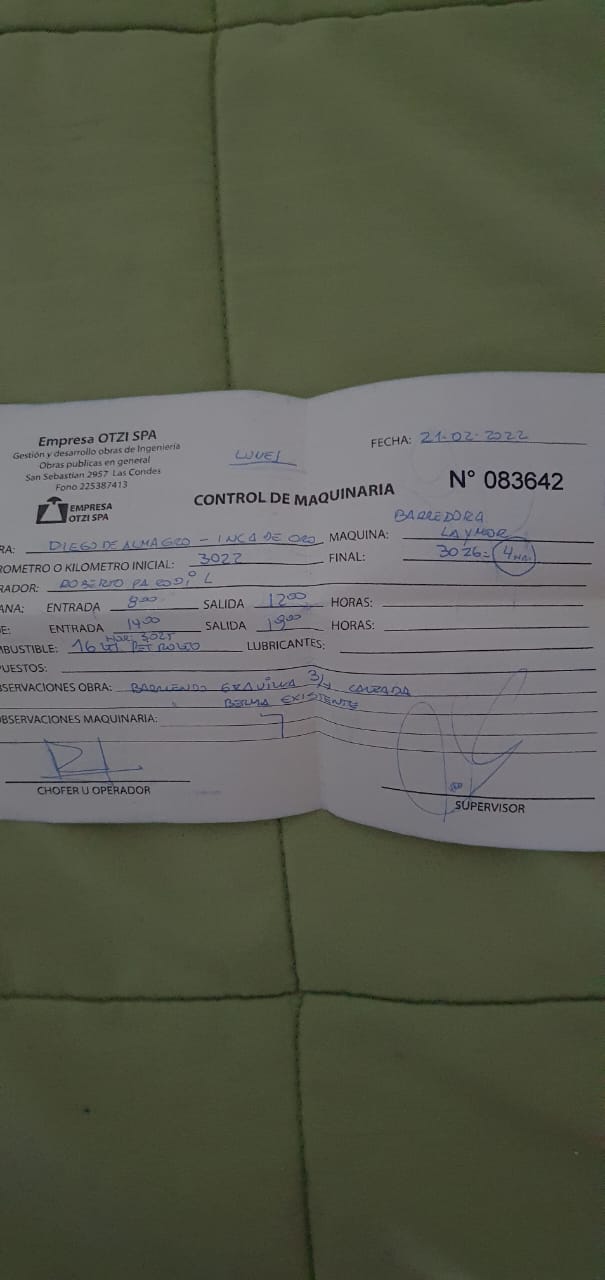 Empresa OTZI SPA
Gestión y desarrollo obras de Ingenieria
Obras publicas en general
San Sebastian 2957 Las Condes
Fono 225387413
EMPRESA
OTZI SPA
LUNES
FECHA: 21-02-2022
CONTROL DE MAQUINARIA
N° 083642
BARREDORA
RA: DIEGO DE ALMAGRO - INCA DE ORO MAQUINA: LAYMOR
ROMETRO O KILOMETRO INICIAL: 3022 FINAL: 3026= 4 HR.
RADOR: ROBERTO PARODI L
ANA: ENTRADA 8:00 SALIDA 12:00 HORAS:
E: ENTRADA 14:00 SALIDA 19:00 HORAS:
HOR: 3025
MBUSTIBLE: 16 LT. PETROLEO LUBRICANTES:
PUESTOS:
SERVACIONES OBRA: BARRIENDO GRAVILLA 3/4 CALZADA
BERMA EXISTENTE
OBSERVACIONES MAQUINARIA:
CHOFER U OPERADOR
SUPERVISOR